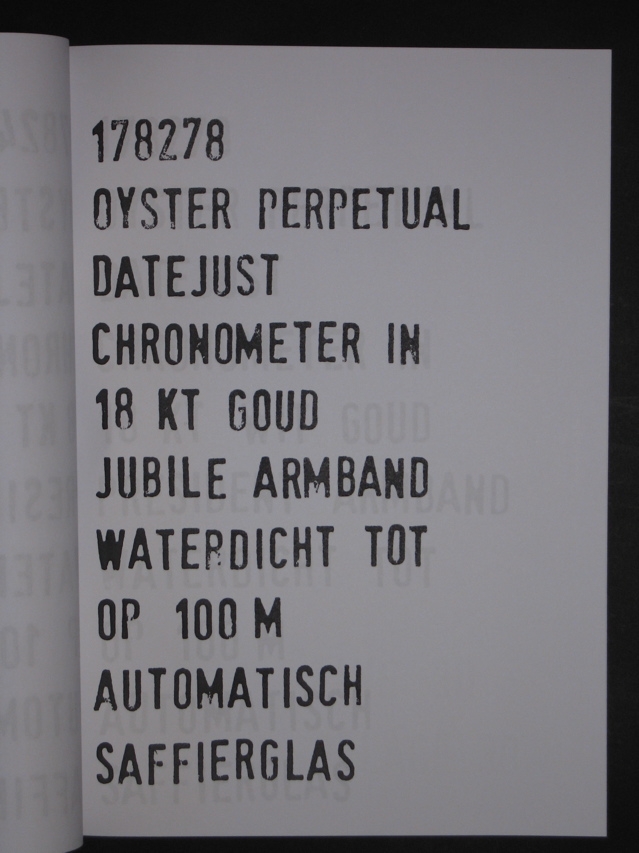 178278
OYSTER PERPETUAL
DATEJUST
CHRONOMETER IN
18 KT GOUD
JUBILE ARMBAND
WATERDICHT TOT
OP 100 M
AUTOMATISCH
SAFFIERGLAS